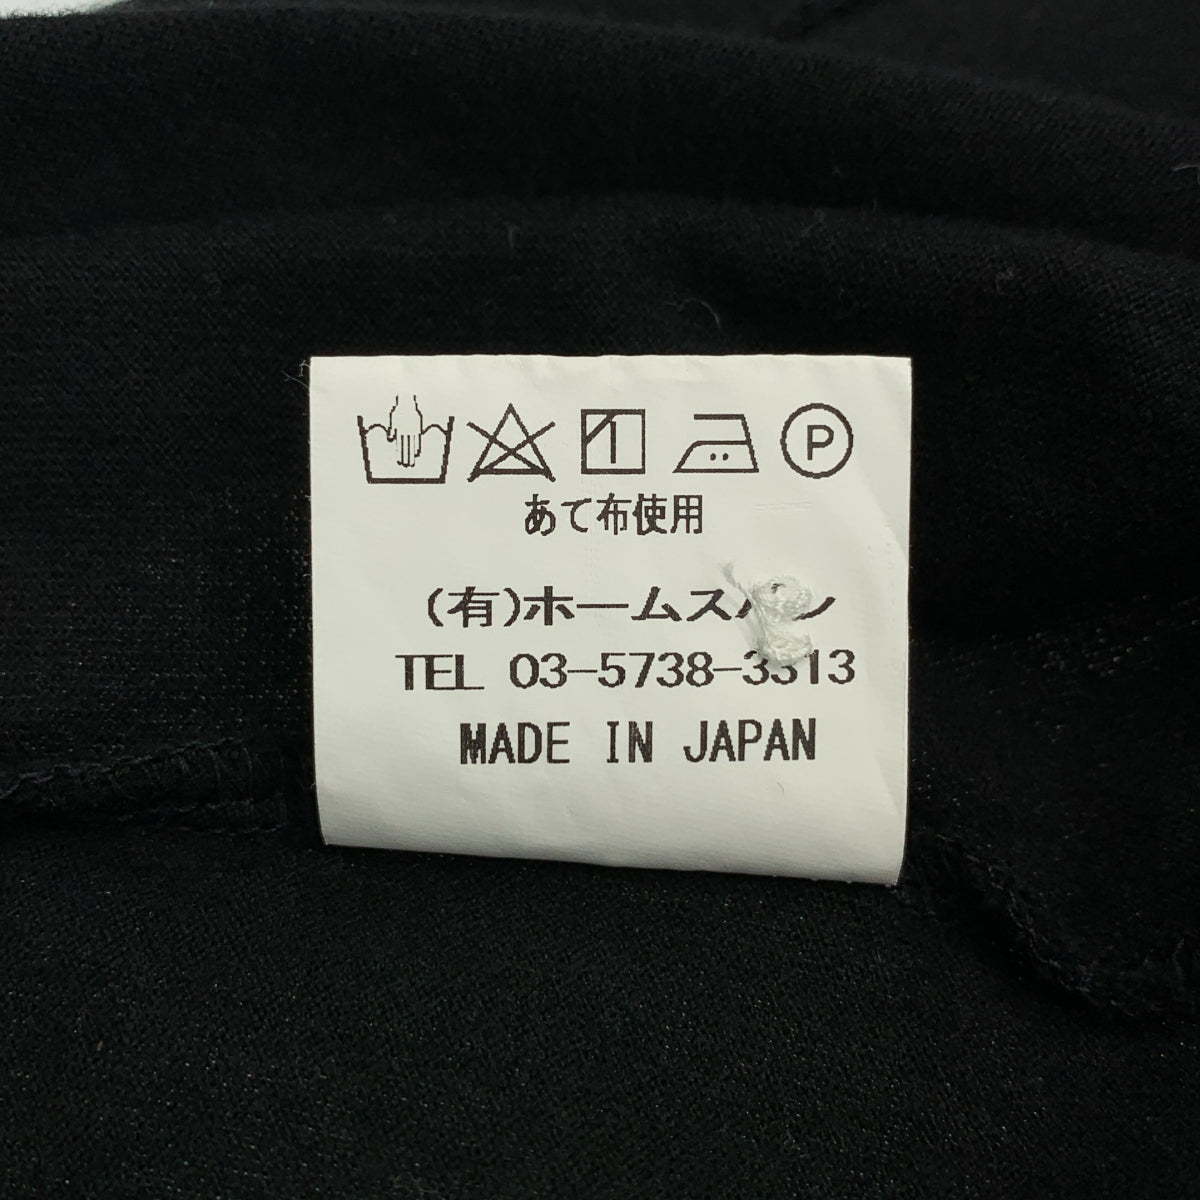 P
あて布使用
(有)ホームスパン
TEL 03-5738-3313
MADE IN JAPAN